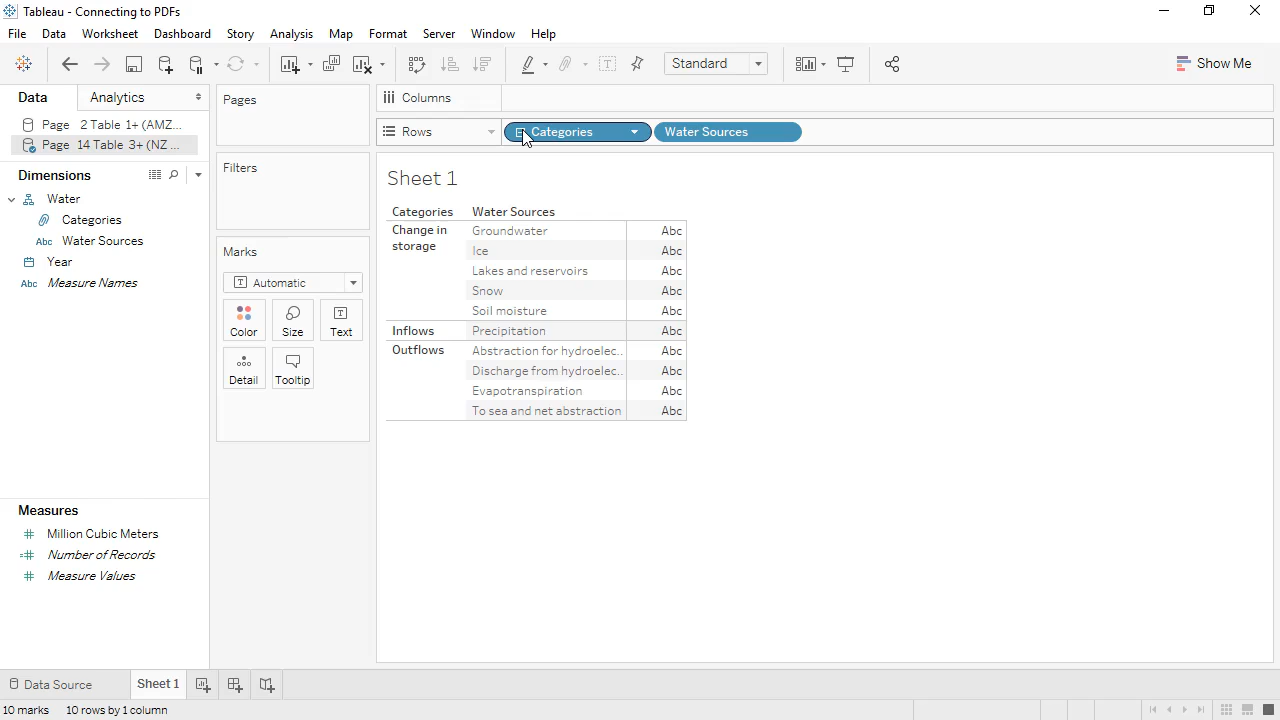 Tableau - Connecting to PDFs
File Data Worksheet Dashboard Story Analysis Map Format Server Window Help
Standard
Show Me
Data Analytics
Page 2 Table 1+ (AMZ...
Page 14 Table 3+ (NZ ...
Dimensions
Water
Categories
Abc Water Sources
Year
Abc Measure Names
Measures
Million Cubic Meters
Number of Records
Measure Values
Pages
Filters
Marks
Automatic
Color Size Text
Detail Tooltip
Columns
Rows Categories Water Sources
Sheet 1
Categories Water Sources
Change in storage Groundwater Abc
Ice Abc
Lakes and reservoirs Abc
Snow Abc
Soil moisture Abc
Inflows Precipitation Abc
Outflows Abstraction for hydroelec.. Abc
Discharge from hydroelec.. Abc
Evapotranspiration Abc
To sea and net abstraction Abc
Data Source Sheet 1
10 marks 10 rows by 1 column